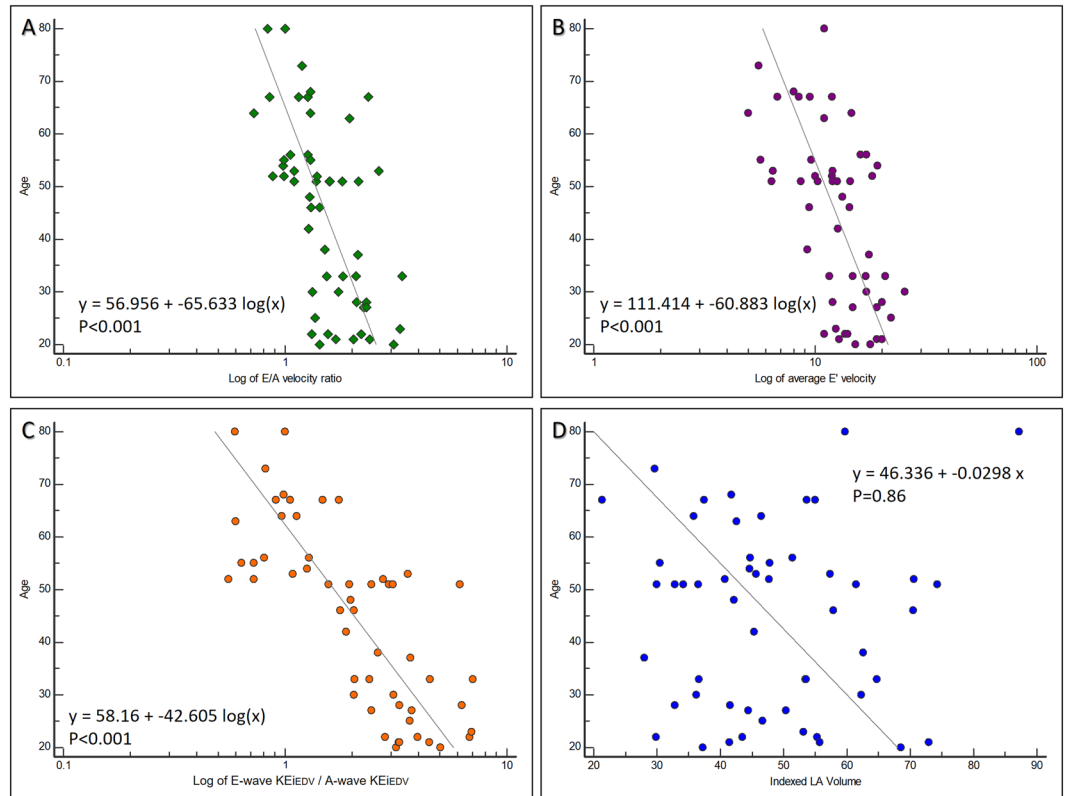 A
80
70
60
50
40
30
20
Age
y = 56.956 + -65.633 log(x)
P<0.001
0.1
1
10
Log of E/A velocity ratio
B
80
70
60
50
40
30
20
Age
y = 111.414 + -60.883 log(x)
P<0.001
1
10
100
Log of average E' velocity
C
80
70
60
50
40
30
20
Age
y = 58.16 + -42.605 log(x)
P<0.001
0.1
1
10
Log of E-wave KEiEDV / A-wave KEiEDV
D
80
70
60
50
40
30
20
Age
y = 46.336 + -0.0298 x
P=0.86
20 30 40 50 60 70 80 90
Indexed LA Volume